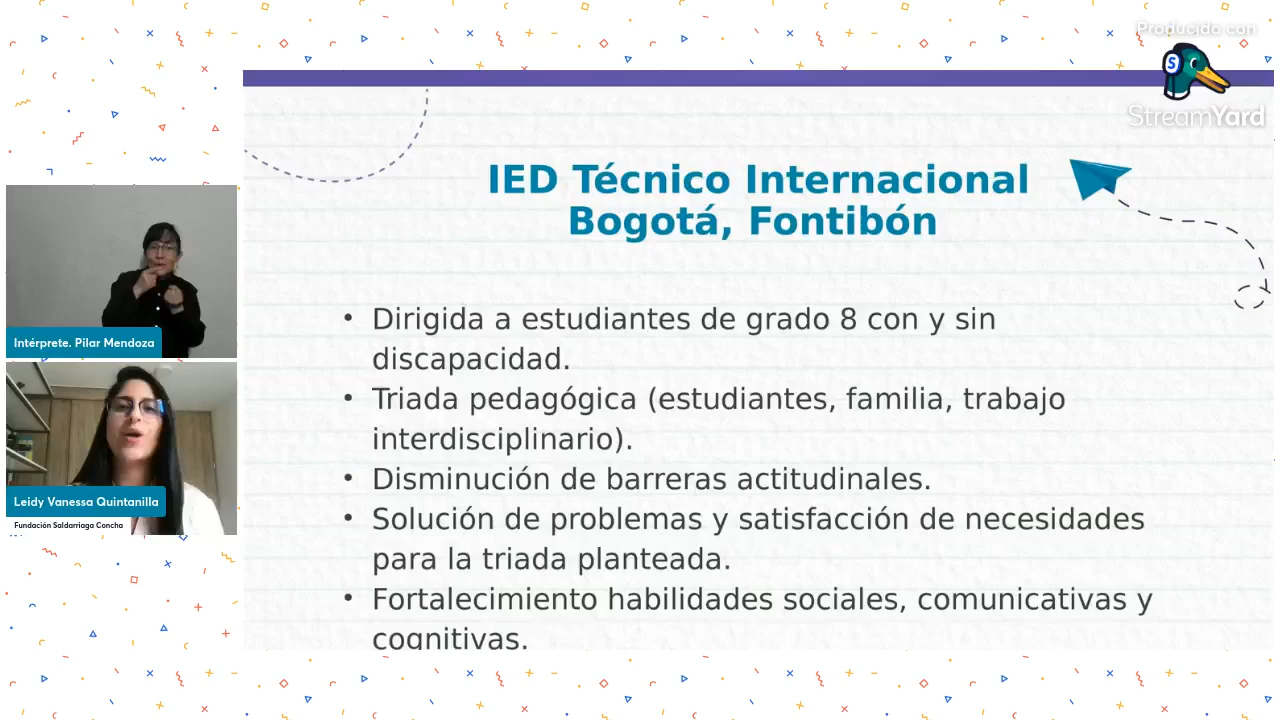 Producido con
StreamYard
IED Técnico Internacional
Bogotá, Fontibón
• Dirigida a estudiantes de grado 8 con y sin
discapacidad.
• Triada pedagógica (estudiantes, familia, trabajo
interdisciplinario).
• Disminución de barreras actitudinales.
• Solución de problemas y satisfacción de necesidades
para la triada planteada.
• Fortalecimiento habilidades sociales, comunicativas y
cognitivas.
Intérprete. Pilar Mendoza
Leidy Vanessa Quintanilla
Fundación Saldarriaga Concha